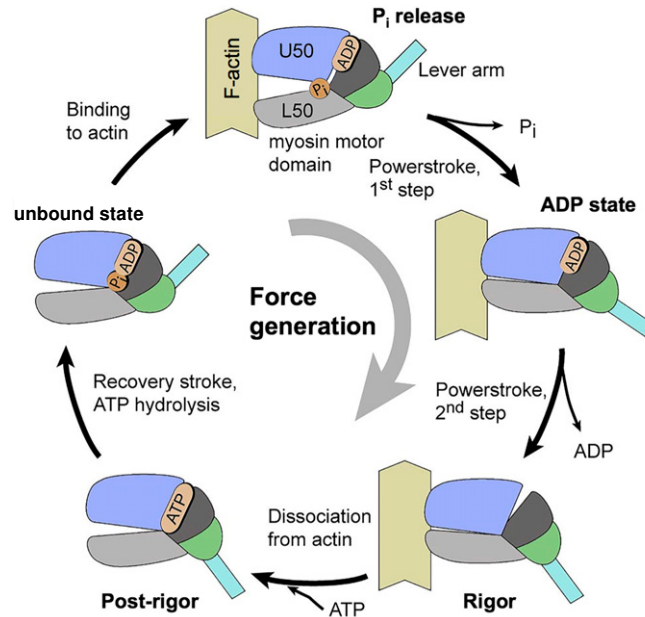 Pi release
F-actin
U50
ADP
Pi
L50
Lever arm
myosin motor
domain
Binding
to actin
Pi
Powerstroke,
1st step
unbound state
ADP
Pi
ADP state
ADP
Force
generation
Recovery stroke,
ATP hydrolysis
Powerstroke,
2nd step
ADP
ATP
Dissociation
from actin
ATP
Post-rigor
Rigor